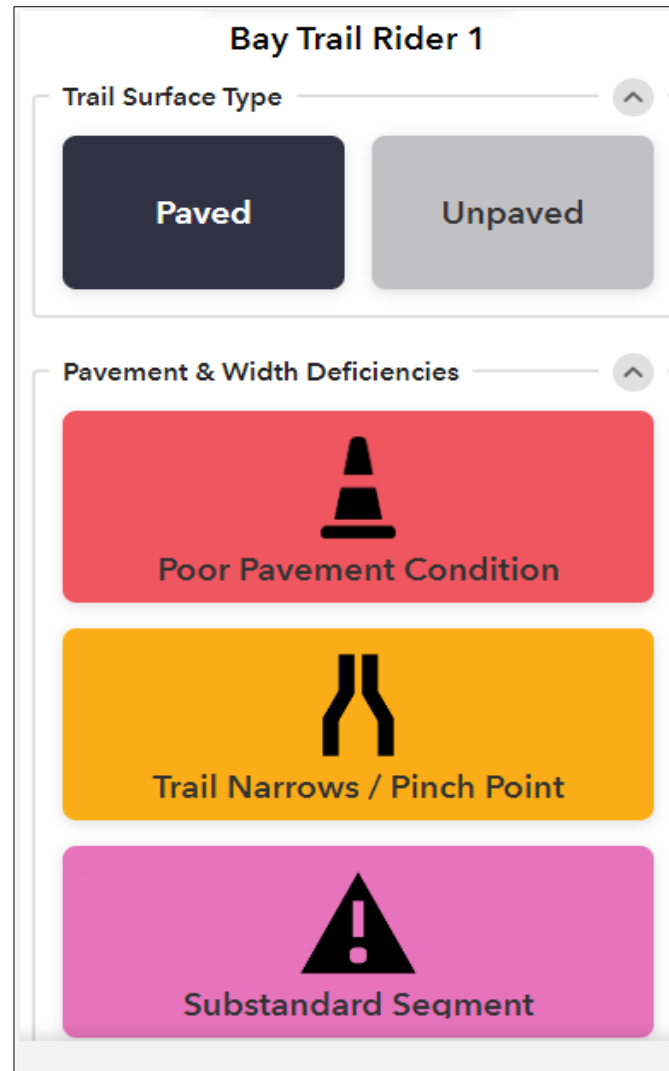 Bay Trail Rider 1
Trail Surface Type
Paved
Unpaved
Pavement & Width Deficiencies
Poor Pavement Condition
Trail Narrows / Pinch Point
Substandard Segment